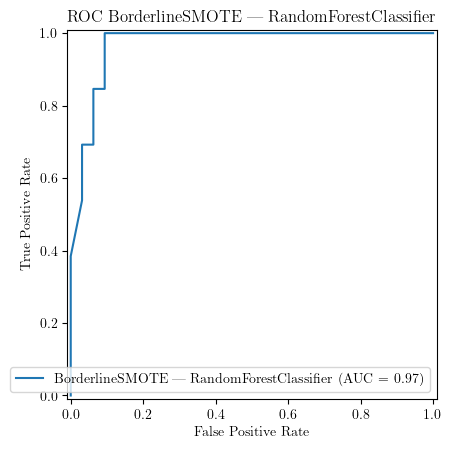 ROC BorderlineSMOTE — RandomForestClassifier
1.0
0.8
0.6
0.4
0.2
0.0
True Positive Rate
BorderlineSMOTE — RandomForestClassifier (AUC = 0.97)
0.0 0.2 0.4 0.6 0.8 1.0
False Positive Rate